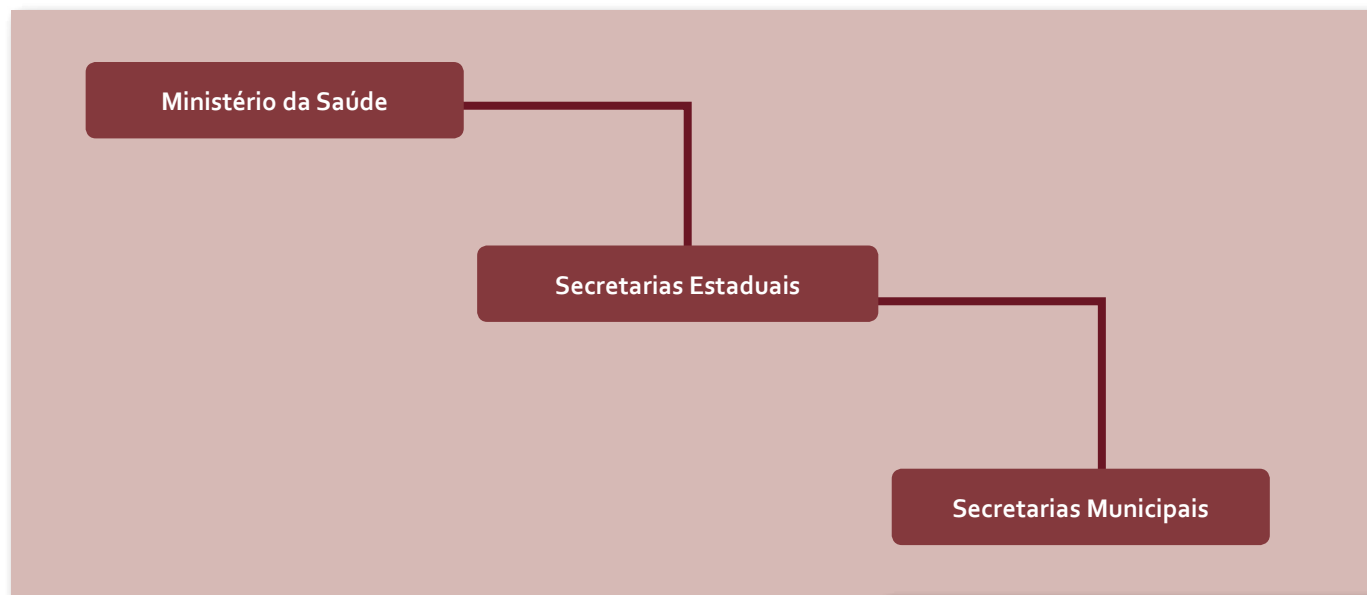 Ministério da Saúde
Secretarias Estaduais
Secretarias Municipais